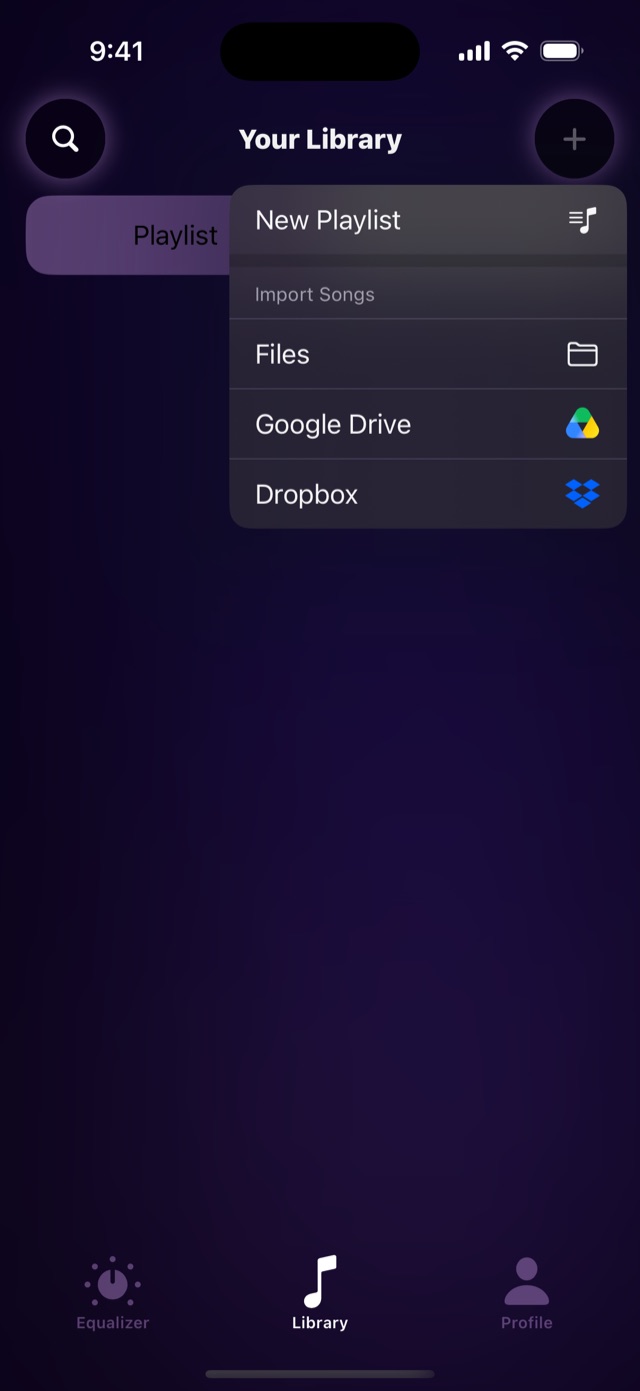 9:41
Your Library
Playlist
New Playlist
Import Songs
Files
Google Drive
Dropbox
Equalizer
Library
Profile